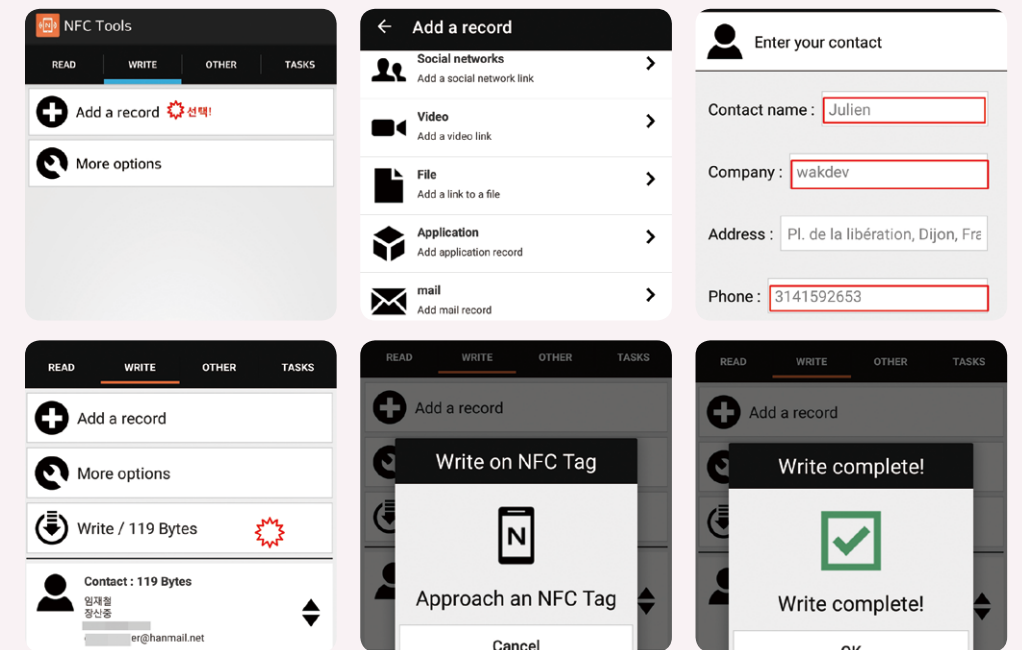 NFC Tools
READ WRITE OTHER TASKS
Add a record 선택!
More options
Add a record
Social networks
Add a social network link
Video
Add a video link
File
Add a link to a file
Application
Add application record
mail
Add mail record
Enter your contact
Contact name : Julien
Company : wakdev
Address : Pl. de la libération, Dijon, Fra
Phone : 3141592653
READ WRITE OTHER TASKS
Add a record
More options
Write / 119 Bytes
Contact : 119 Bytes
임재철
장산중
er@hanmail.net
READ WRITE OTHER TASKS
Add a record
Write on NFC Tag
N
Approach an NFC Tag
Cancel
READ WRITE OTHER TASKS
Add a record
Write complete!
Write complete!
OK